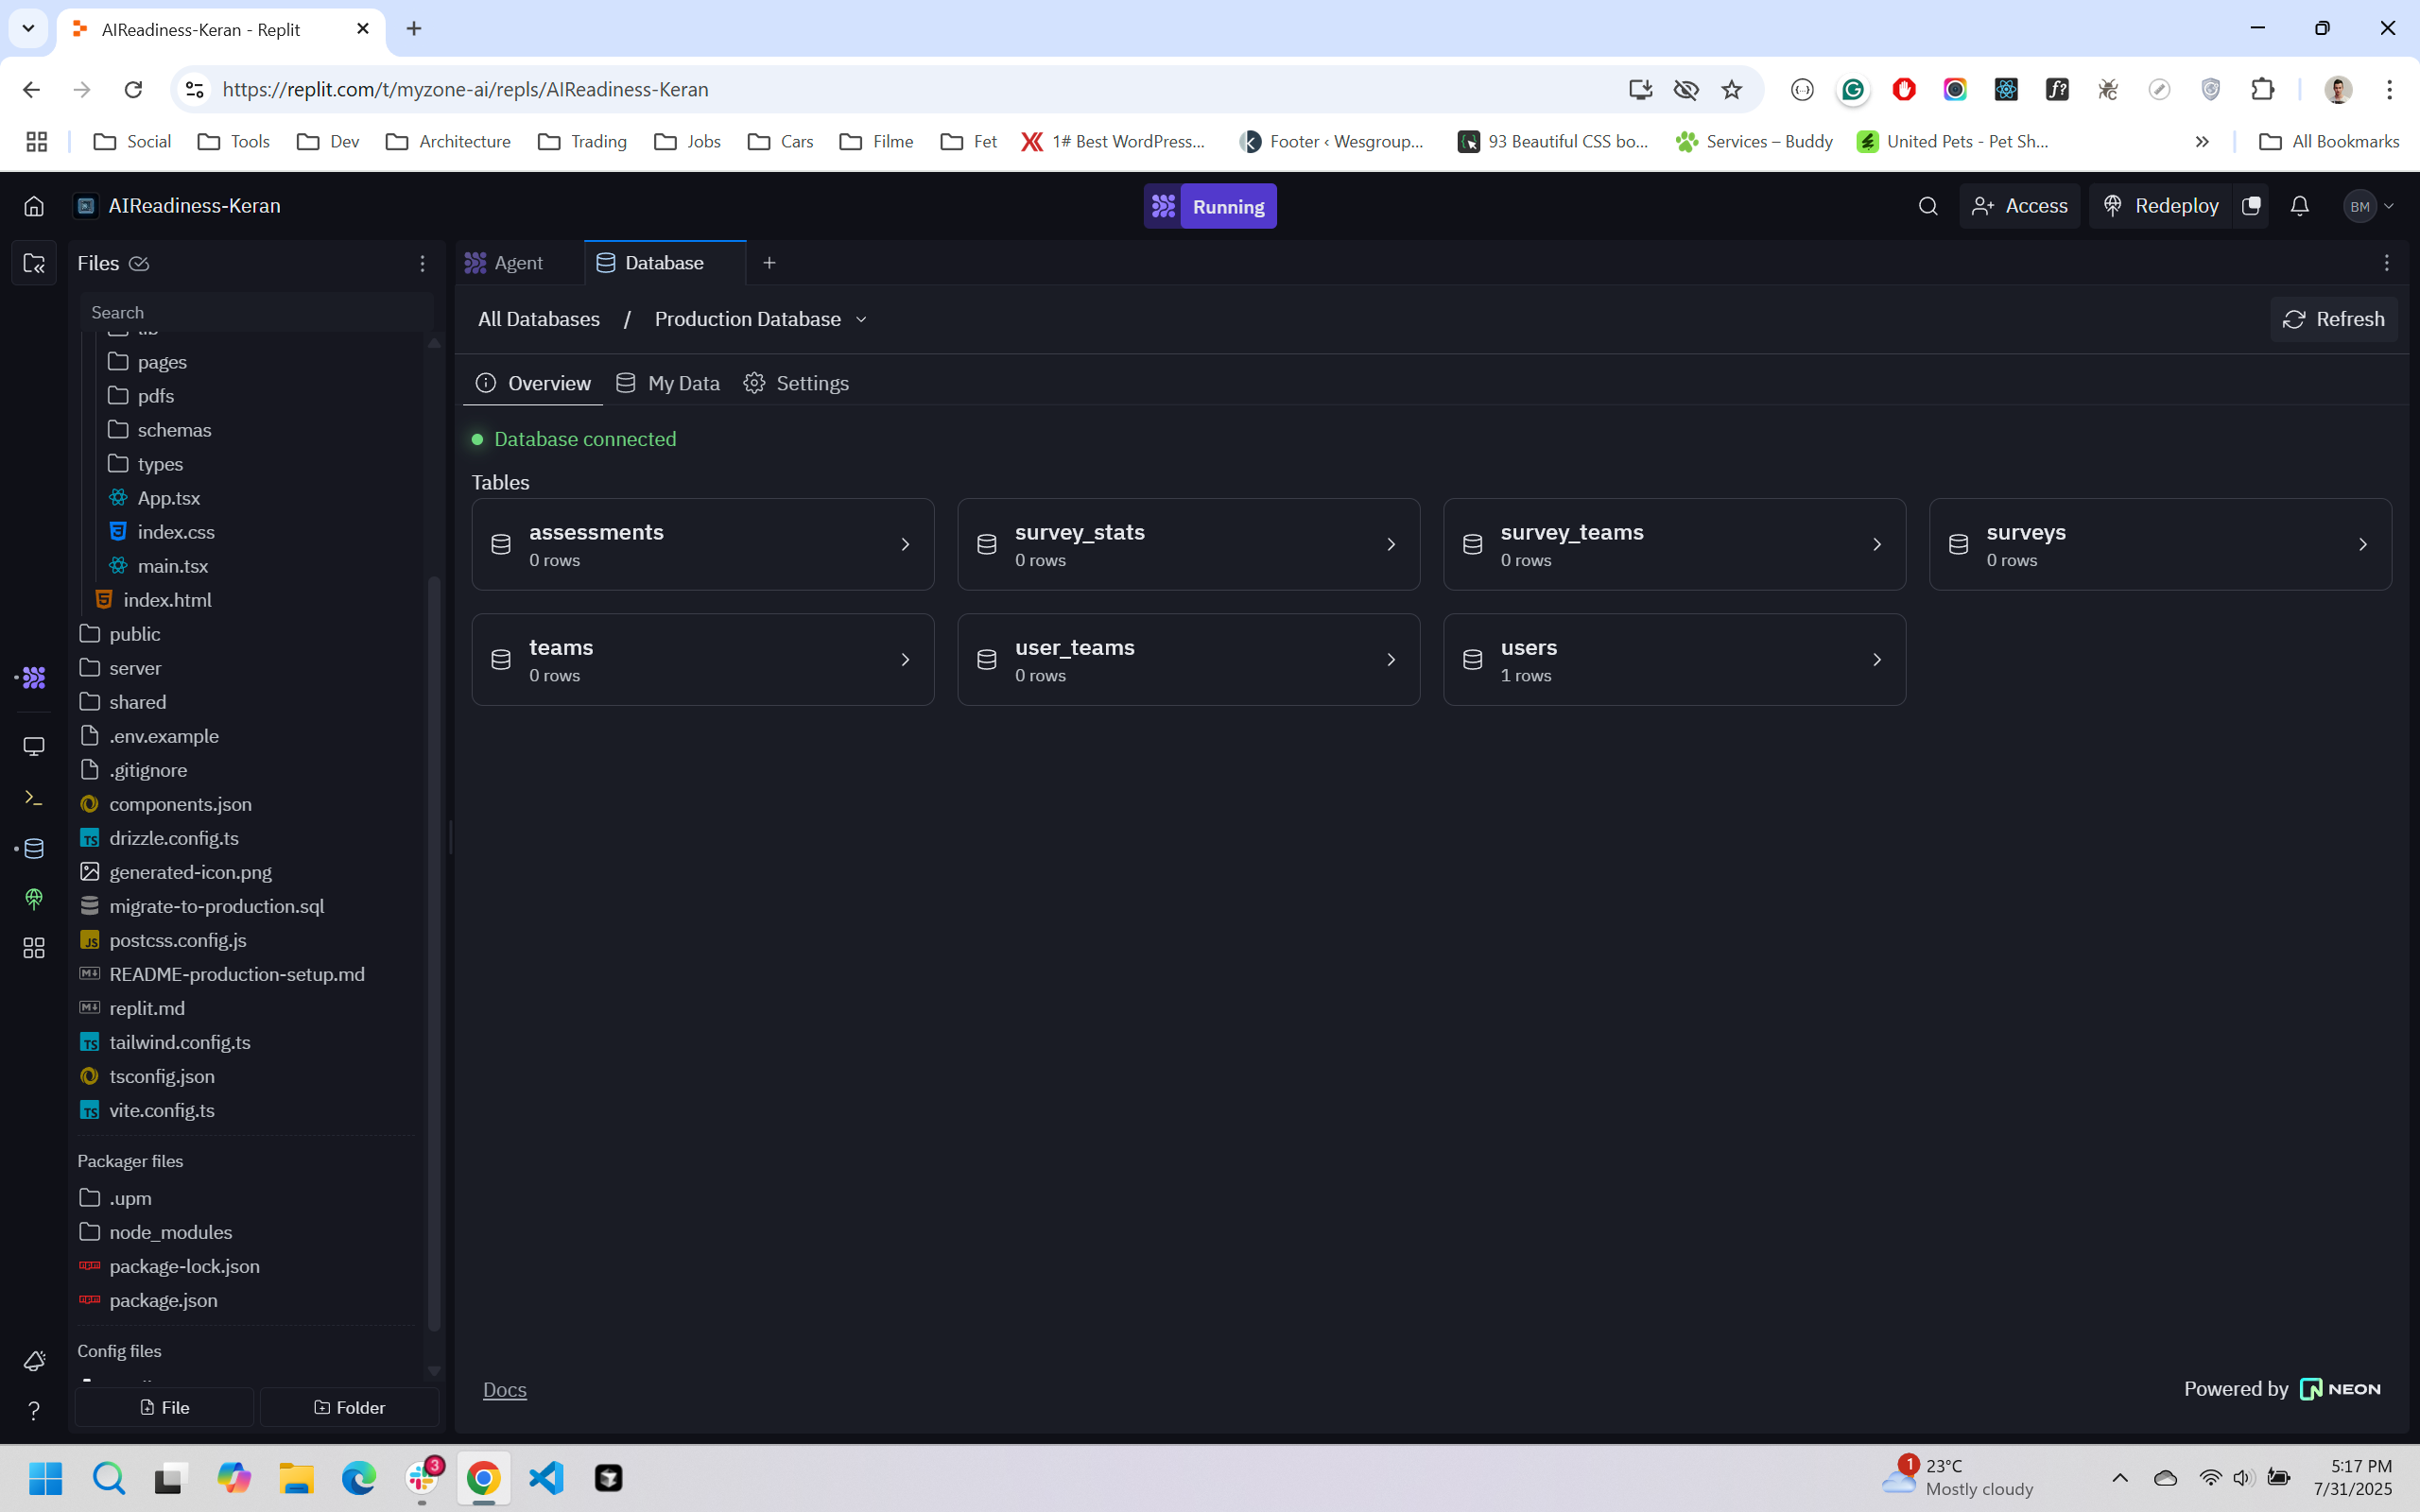 AIReadiness-Keran - Replit
https://replit.com/t/myzone-ai/repls/AIReadiness-Keran
Social
Tools
Dev
Architecture
Trading
Jobs
Cars
Filme
Fet
1# Best WordPress...
Footer ‹ Wesgroup...
93 Beautiful CSS bo...
Services – Buddy
United Pets - Pet Sh...
All Bookmarks
AIReadiness-Keran
Running
Access
Redeploy
BM
Files
Agent
Database
Search
All Databases / Production Database
Refresh
Overview
My Data
Settings
Database connected
Tables
assessments
0 rows
survey_stats
0 rows
survey_teams
0 rows
surveys
0 rows
teams
0 rows
user_teams
0 rows
users
1 rows
pages
pdfs
schemas
types
App.tsx
index.css
main.tsx
index.html
public
server
shared
.env.example
.gitignore
components.json
drizzle.config.ts
generated-icon.png
migrate-to-production.sql
postcss.config.js
README-production-setup.md
replit.md
tailwind.config.ts
tsconfig.json
vite.config.ts
Packager files
.upm
node_modules
package-lock.json
package.json
Config files
File
Folder
Docs
Powered by NEON
3
1
23°C
Mostly cloudy
5:17 PM
7/31/2025